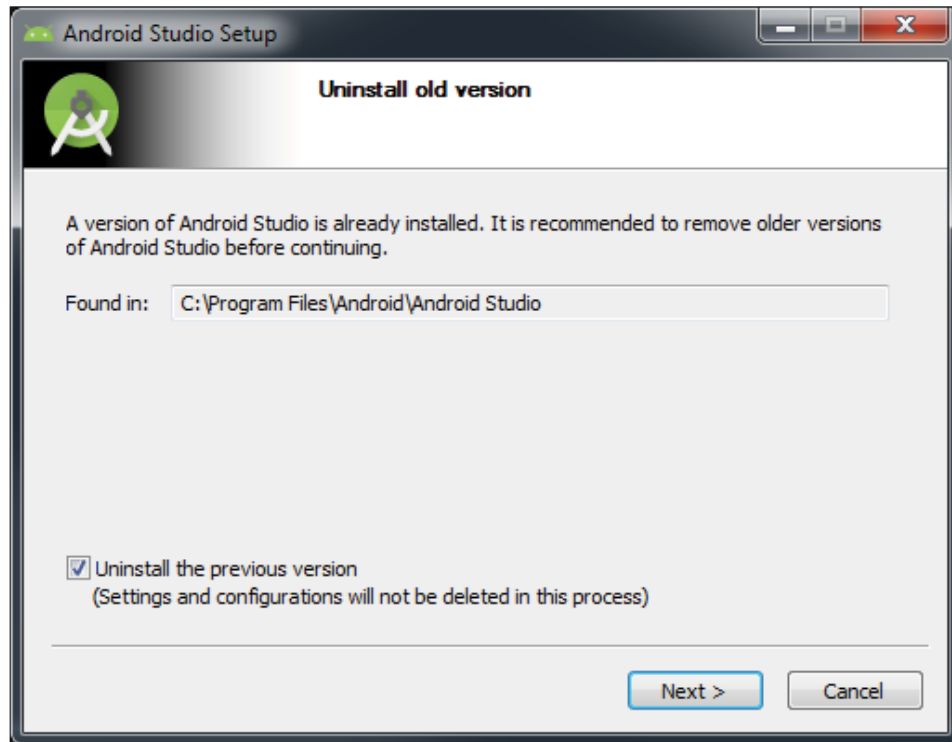 Android Studio Setup
Uninstall old version
A version of Android Studio is already installed. It is recommended to remove older versions
of Android Studio before continuing.
Found in: C:\Program Files\Android\Android Studio
Uninstall the previous version
(Settings and configurations will not be deleted in this process)
Next > Cancel